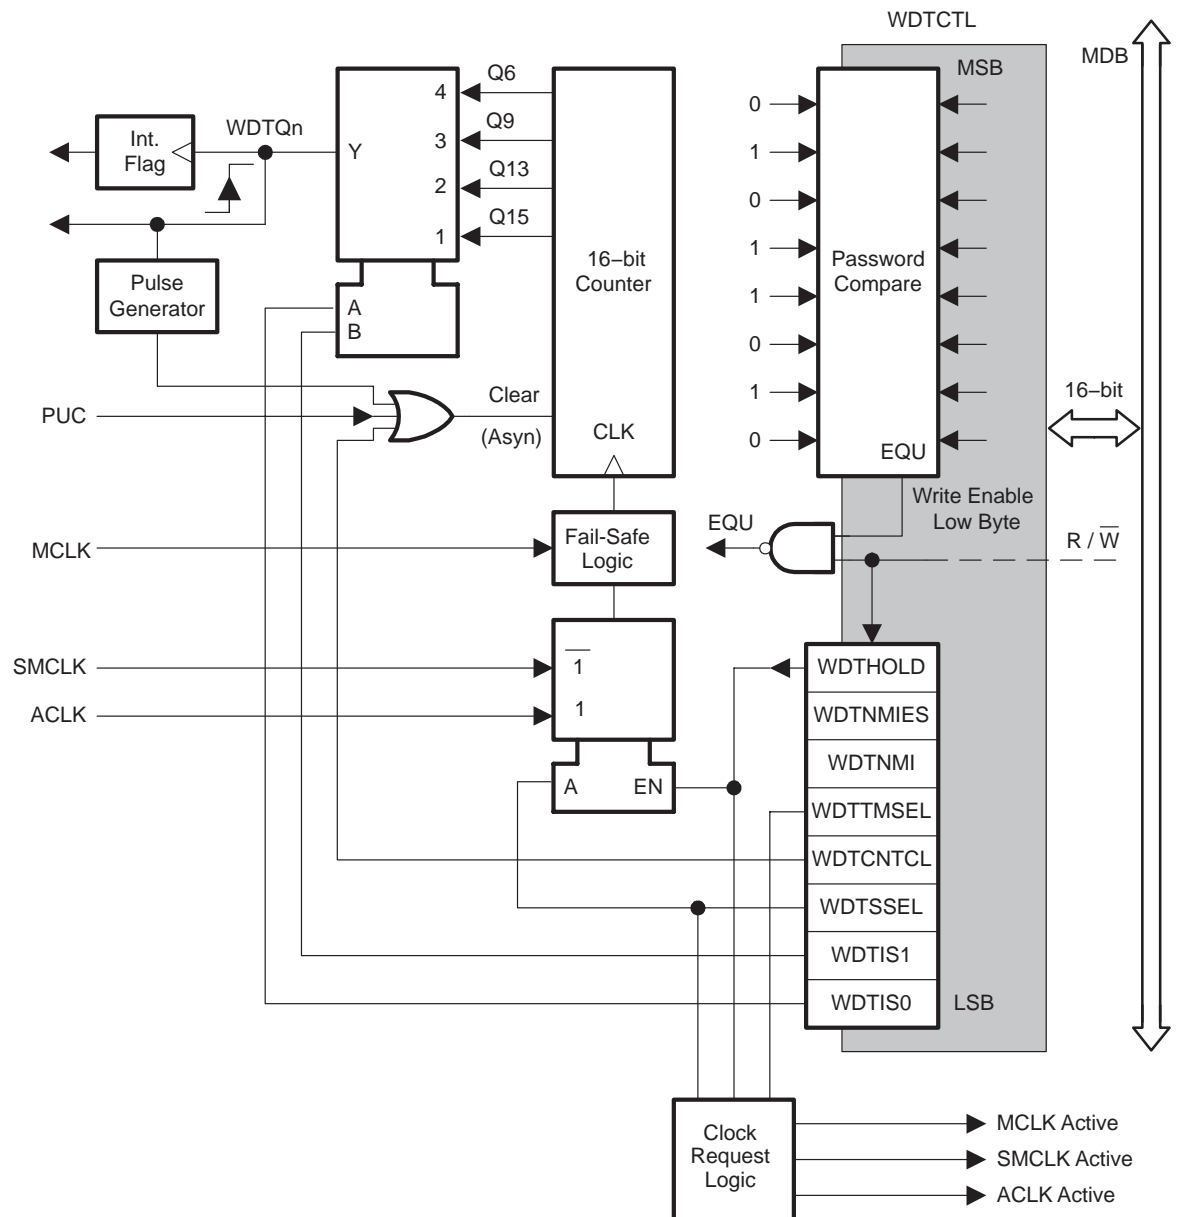 WDTCTL
MDB
MSB
Int.
Flag
WDTQn
Y
4
3
2
1
Q6
Q9
Q13
Q15
16−bit
Counter
0
1
0
1
1
0
1
0
Password
Compare
EQU
Pulse
Generator
A
B
PUC
Clear
(Asyn)
CLK
16−bit
Write Enable
Low Byte
EQU
R / W̅
MCLK
Fail-Safe
Logic
SMCLK
ACLK
1̅
1
A
EN
WDTHOLD
WDTNMIES
WDTNMI
WDTTMSEL
WDTCNTCL
WDTSSEL
WDTIS1
WDTIS0
LSB
Clock
Request
Logic
MCLK Active
SMCLK Active
ACLK Active